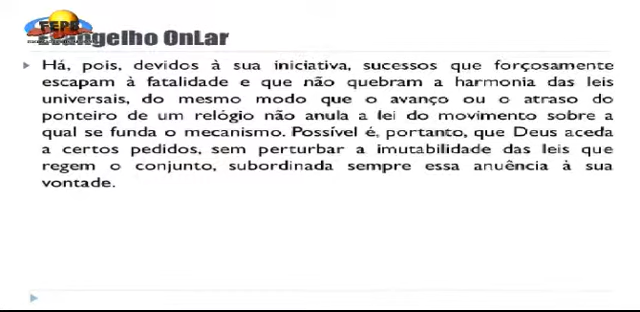 FEPE
Evangelho OnLar
Há, pois, devidos à sua iniciativa, sucessos que forçosamente
escapam à fatalidade e que não quebram a harmonia das leis
universais, do mesmo modo que o avanço ou o atraso do
ponteiro de um relógio não anula a lei do movimento sobre a
qual se funda o mecanismo. Possível é, portanto, que Deus aceda
a certos pedidos, sem perturbar a imutabilidade das leis que
regem o conjunto, subordinada sempre essa anuência à sua
vontade.